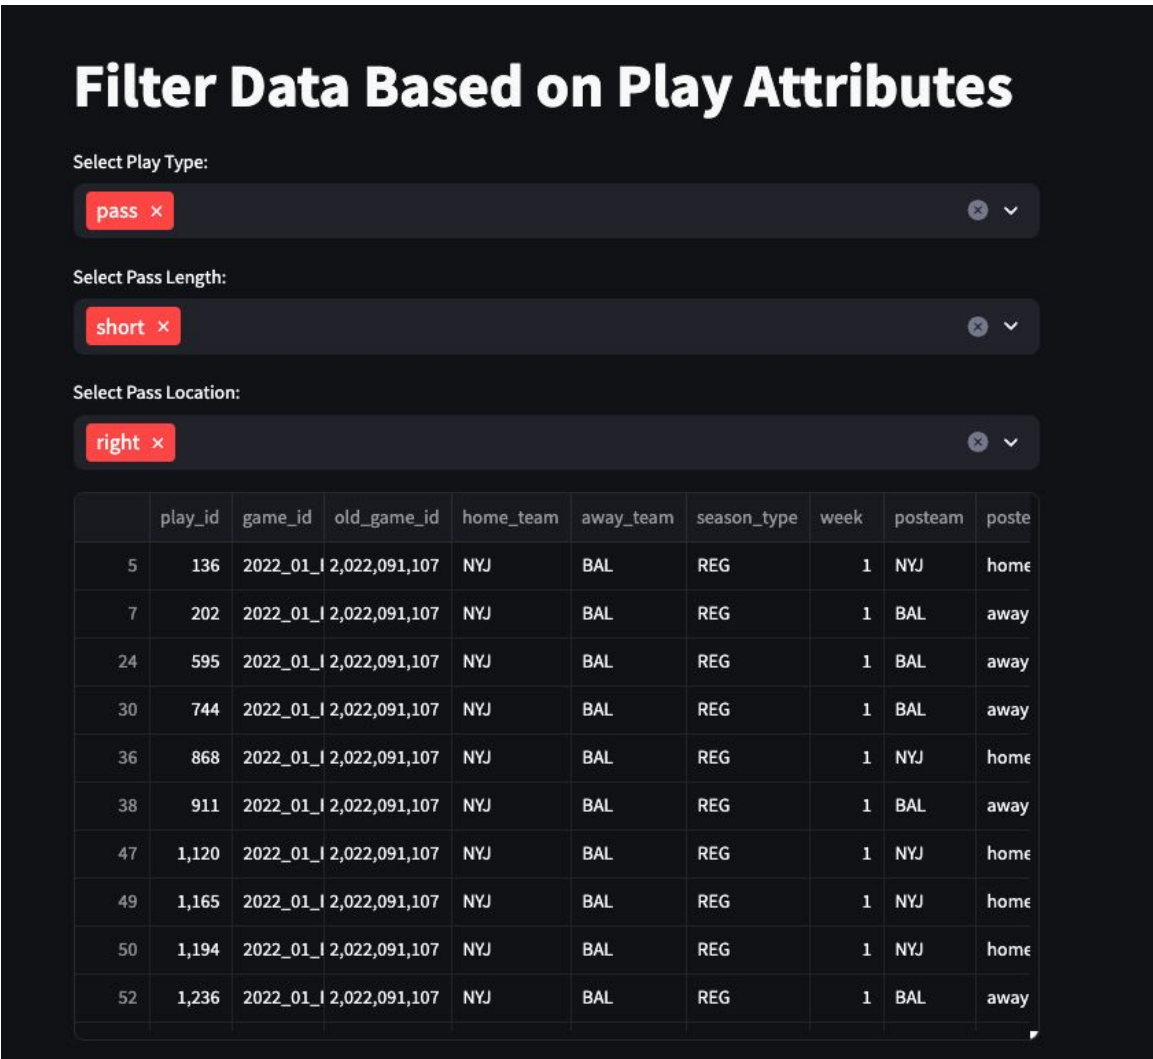 Filter Data Based on Play Attributes
Select Play Type:
pass ×
Select Pass Length:
short ×
Select Pass Location:
right ×
play_id game_id old_game_id home_team away_team season_type week posteam poste
5 136 2022_01_ 2,022,091,107 NYJ BAL REG 1 NYJ home
7 202 2022_01_ 2,022,091,107 NYJ BAL REG 1 BAL away
24 595 2022_01_ 2,022,091,107 NYJ BAL REG 1 BAL away
30 744 2022_01_ 2,022,091,107 NYJ BAL REG 1 BAL away
36 868 2022_01_ 2,022,091,107 NYJ BAL REG 1 NYJ home
38 911 2022_01_ 2,022,091,107 NYJ BAL REG 1 BAL away
47 1,120 2022_01_ 2,022,091,107 NYJ BAL REG 1 NYJ home
49 1,165 2022_01_ 2,022,091,107 NYJ BAL REG 1 NYJ home
50 1,194 2022_01_ 2,022,091,107 NYJ BAL REG 1 NYJ home
52 1,236 2022_01_ 2,022,091,107 NYJ BAL REG 1 BAL away